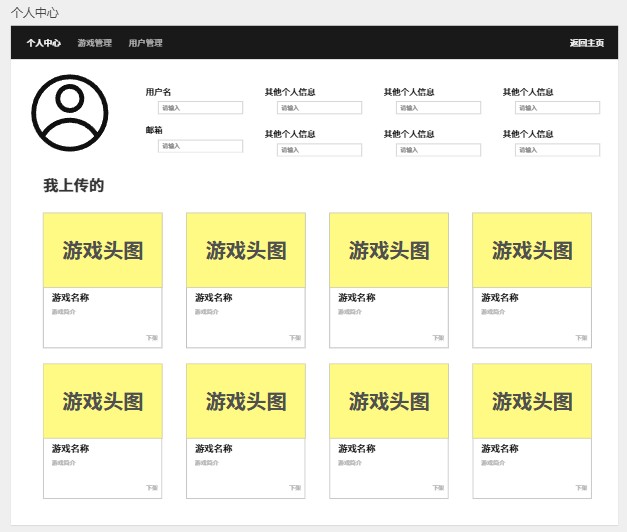 个人中心
个人中心 游戏管理 用户管理 返回主页
用户名 其他个人信息 其他个人信息 其他个人信息
请输入 请输入 请输入 请输入
邮箱 其他个人信息 其他个人信息 其他个人信息
请输入 请输入 请输入 请输入
我上传的
游戏头图 游戏头图 游戏头图 游戏头图
游戏名称 游戏名称 游戏名称 游戏名称
游戏简介 游戏简介 游戏简介 游戏简介
下架 下架 下架 下架
游戏头图 游戏头图 游戏头图 游戏头图
游戏名称 游戏名称 游戏名称 游戏名称
游戏简介 游戏简介 游戏简介 游戏简介
下架 下架 下架 下架